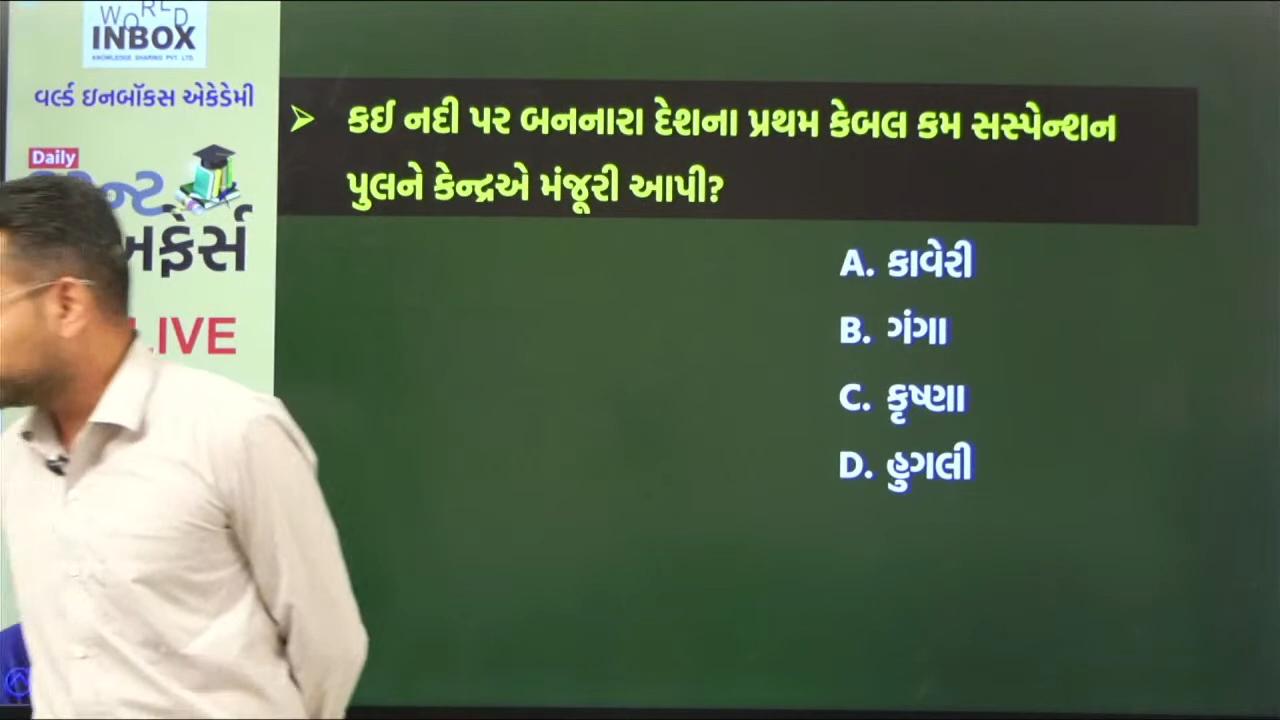 WORLD
INBOX
KNOWLEDGE SHARING PVT. LTD.
વર્લ્ડ ઇનબૉક્સ એકેડેમી
Daily
LIVE
➢ કઈ નદી પર બનનારા દેશના પ્રથમ કેબલ કમ સસ્પેન્શન
પુલને કેન્દ્રએ મંજૂરી આપી?
A. કાવેરી
B. ગંગા
C. કૃષ્ણા
D. હુગલી